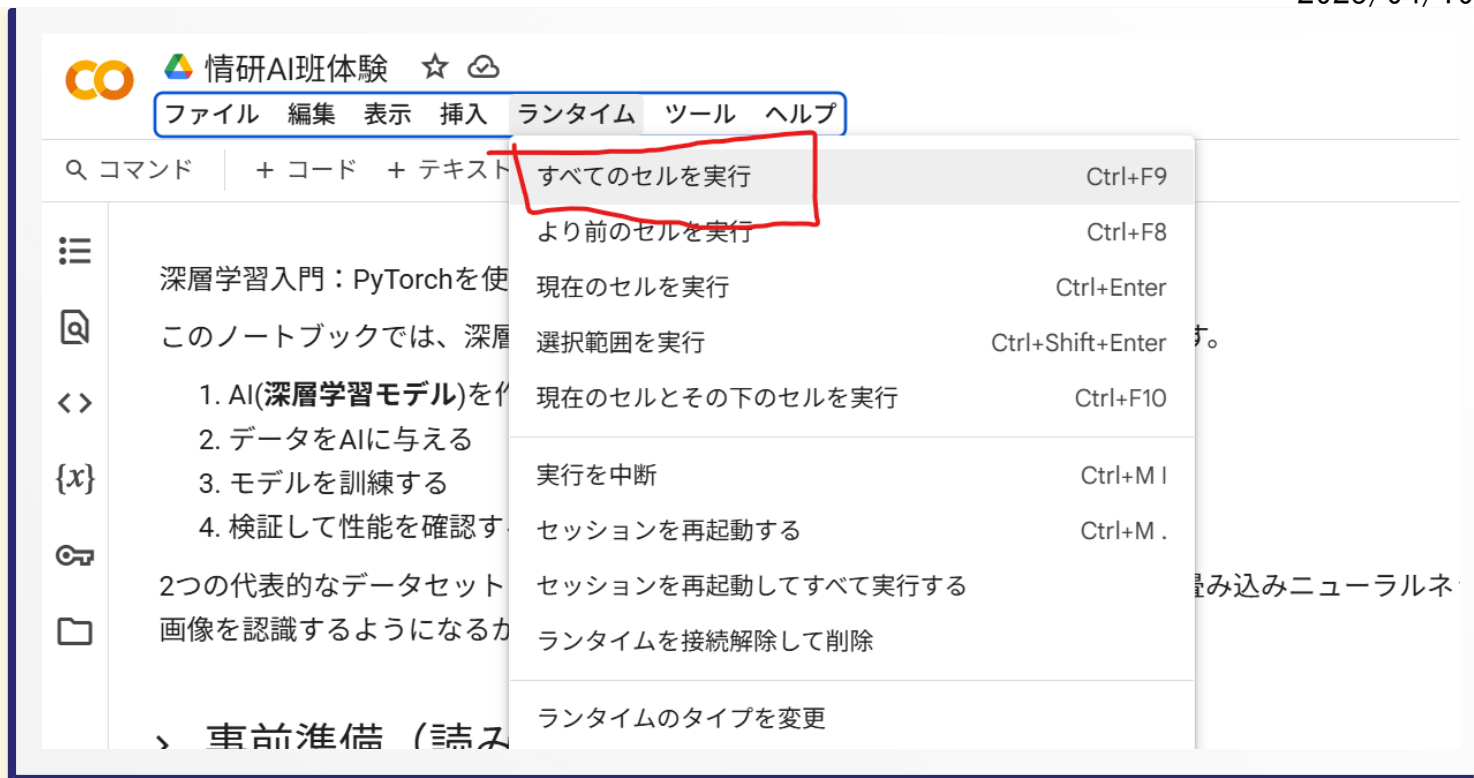 情研AI班体験
ファイル 編集 表示 挿入 ランタイム ツール ヘルプ
コマンド + コード + テキスト
すべてのセルを実行 Ctrl+F9
より前のセルを実行 Ctrl+F8
現在のセルを実行 Ctrl+Enter
選択範囲を実行 Ctrl+Shift+Enter
現在のセルとその下のセルを実行 Ctrl+F10
実行を中断 Ctrl+M I
セッションを再起動する Ctrl+M .
セッションを再起動してすべて実行する
ランタイムを接続解除して削除
ランタイムのタイプを変更
深層学習入門：PyTorchを使
このノートブックでは、深層 す。
1. AI(深層学習モデル)を作
2. データをAIに与える
3. モデルを訓練する
4. 検証して性能を確認す
2つの代表的なデータセット 畳み込みニューラルネ
画像を認識するようになるか
事前準備（読み